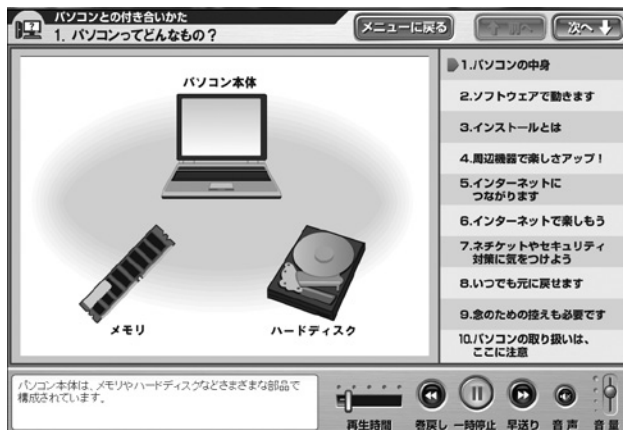 パソコンとの付き合いかた
1. パソコンってどんなもの？
メニューに戻る
次へ
パソコン本体
メモリ
ハードディスク
1.パソコンの中身
2.ソフトウェアで動きます
3.インストールとは
4.周辺機器で楽しさアップ！
5.インターネットに
つながります
6.インターネットで楽しもう
7.ネチケットやセキュリティ
対策に気をつけよう
8.いつでも元に戻せます
9.念のための控えも必要です
10.パソコンの取り扱いは、
ここに注意
パソコン本体は、メモリやハードディスクなどさまざまな部品で
構成されています。
再生時間
巻戻し
一時停止
早送り
音声
音量